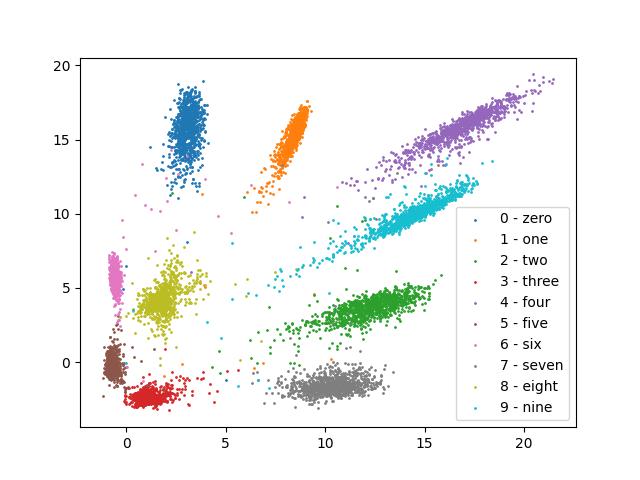 20
15
10
5
0
0
5
10
15
20
0 - zero
1 - one
2 - two
3 - three
4 - four
5 - five
6 - six
7 - seven
8 - eight
9 - nine